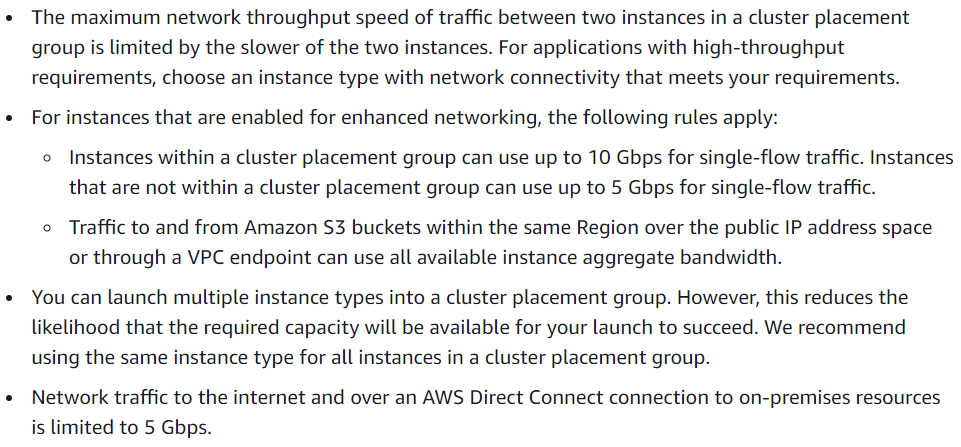 • The maximum network throughput speed of traffic between two instances in a cluster placement
group is limited by the slower of the two instances. For applications with high-throughput
requirements, choose an instance type with network connectivity that meets your requirements.
• For instances that are enabled for enhanced networking, the following rules apply:
◦ Instances within a cluster placement group can use up to 10 Gbps for single-flow traffic. Instances
that are not within a cluster placement group can use up to 5 Gbps for single-flow traffic.
◦ Traffic to and from Amazon S3 buckets within the same Region over the public IP address space
or through a VPC endpoint can use all available instance aggregate bandwidth.
• You can launch multiple instance types into a cluster placement group. However, this reduces the
likelihood that the required capacity will be available for your launch to succeed. We recommend
using the same instance type for all instances in a cluster placement group.
• Network traffic to the internet and over an AWS Direct Connect connection to on-premises resources
is limited to 5 Gbps.